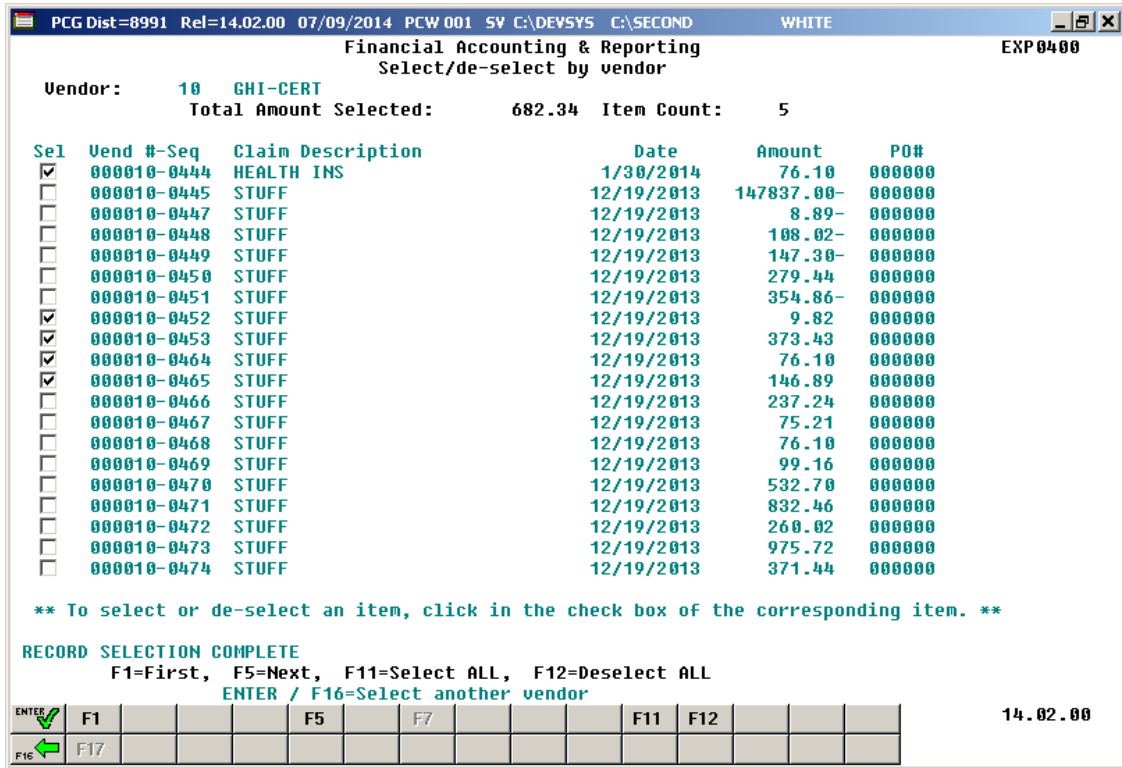 PCG Dist=8991 Rel=14.02.00 07/09/2014 PCW 001 SV C:\DEVSYS C:\SECOND WHITE
Financial Accounting & Reporting EXP0400
Select/de-select by vendor
Vendor: 10 GHI-CERT
Total Amount Selected: 682.34 Item Count: 5
Sel Vend #-Seq Claim Description Date Amount PO#
000010-0444 HEALTH INS 1/30/2014 76.10 000000
000010-0445 STUFF 12/19/2013 147837.00- 000000
000010-0447 STUFF 12/19/2013 8.89- 000000
000010-0448 STUFF 12/19/2013 108.02- 000000
000010-0449 STUFF 12/19/2013 147.30- 000000
000010-0450 STUFF 12/19/2013 279.44 000000
000010-0451 STUFF 12/19/2013 354.86- 000000
000010-0452 STUFF 12/19/2013 9.82 000000
000010-0453 STUFF 12/19/2013 373.43 000000
000010-0464 STUFF 12/19/2013 76.10 000000
000010-0465 STUFF 12/19/2013 146.89 000000
000010-0466 STUFF 12/19/2013 237.24 000000
000010-0467 STUFF 12/19/2013 75.21 000000
000010-0468 STUFF 12/19/2013 76.10 000000
000010-0469 STUFF 12/19/2013 99.16 000000
000010-0470 STUFF 12/19/2013 532.70 000000
000010-0471 STUFF 12/19/2013 832.46 000000
000010-0472 STUFF 12/19/2013 260.02 000000
000010-0473 STUFF 12/19/2013 975.72 000000
000010-0474 STUFF 12/19/2013 371.44 000000
** To select or de-select an item, click in the check box of the corresponding item. **
RECORD SELECTION COMPLETE
F1=First, F5=Next, F11=Select ALL, F12=Deselect ALL
ENTER / F16=Select another vendor
ENTER F1 F5 F7 F11 F12 14.02.00
F16 F17